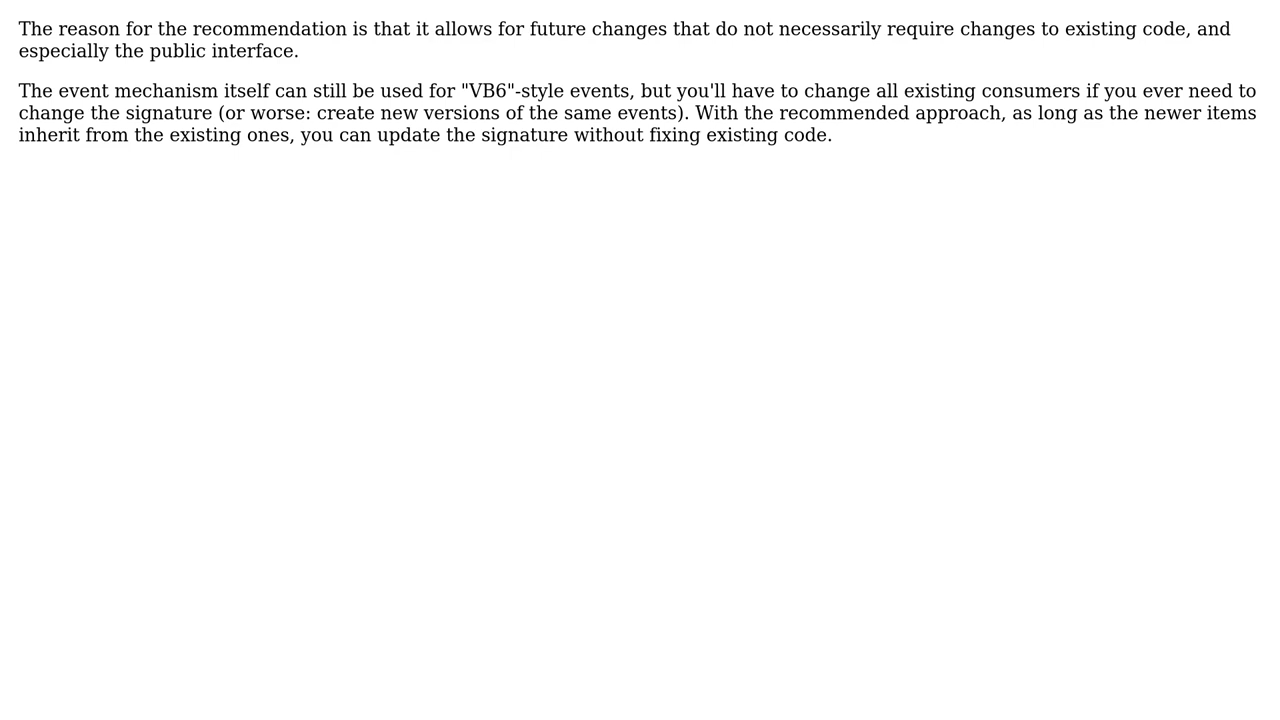 The reason for the recommendation is that it allows for future changes that do not necessarily require changes to existing code, and
especially the public interface.
The event mechanism itself can still be used for "VB6"-style events, but you'll have to change all existing consumers if you ever need to
change the signature (or worse: create new versions of the same events). With the recommended approach, as long as the newer items
inherit from the existing ones, you can update the signature without fixing existing code.